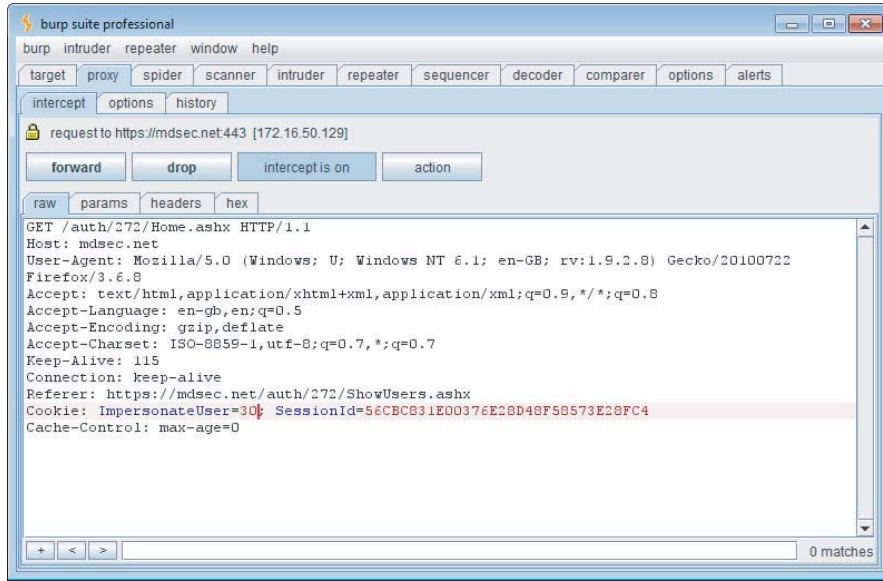 burp suite professional
burp intruder repeater window help
target proxy spider scanner intruder repeater sequencer decoder comparer options alerts
intercept options history
request to https://mdsec.net:443 [172.16.50.129]
forward drop intercept is on action
raw params headers hex
GET /auth/272/Home.ashx HTTP/1.1
Host: mdsec.net
User-Agent: Mozilla/5.0 (Windows; U; Windows NT 6.1; en-GB; rv:1.9.2.8) Gecko/20100722
Firefox/3.6.8
Accept: text/html,application/xhtml+xml,application/xml;q=0.9,*/*;q=0.8
Accept-Language: en-gb,en;q=0.5
Accept-Encoding: gzip,deflate
Accept-Charset: ISO-8859-1,utf-8;q=0.7,*;q=0.7
Keep-Alive: 115
Connection: keep-alive
Referer: https://mdsec.net/auth/272/ShowUsers.ashx
Cookie: ImpersonateUser=30; SessionId=56CBC831E00376E28D48F58573E28FC4
Cache-Control: max-age=0
+ < > 0 matches